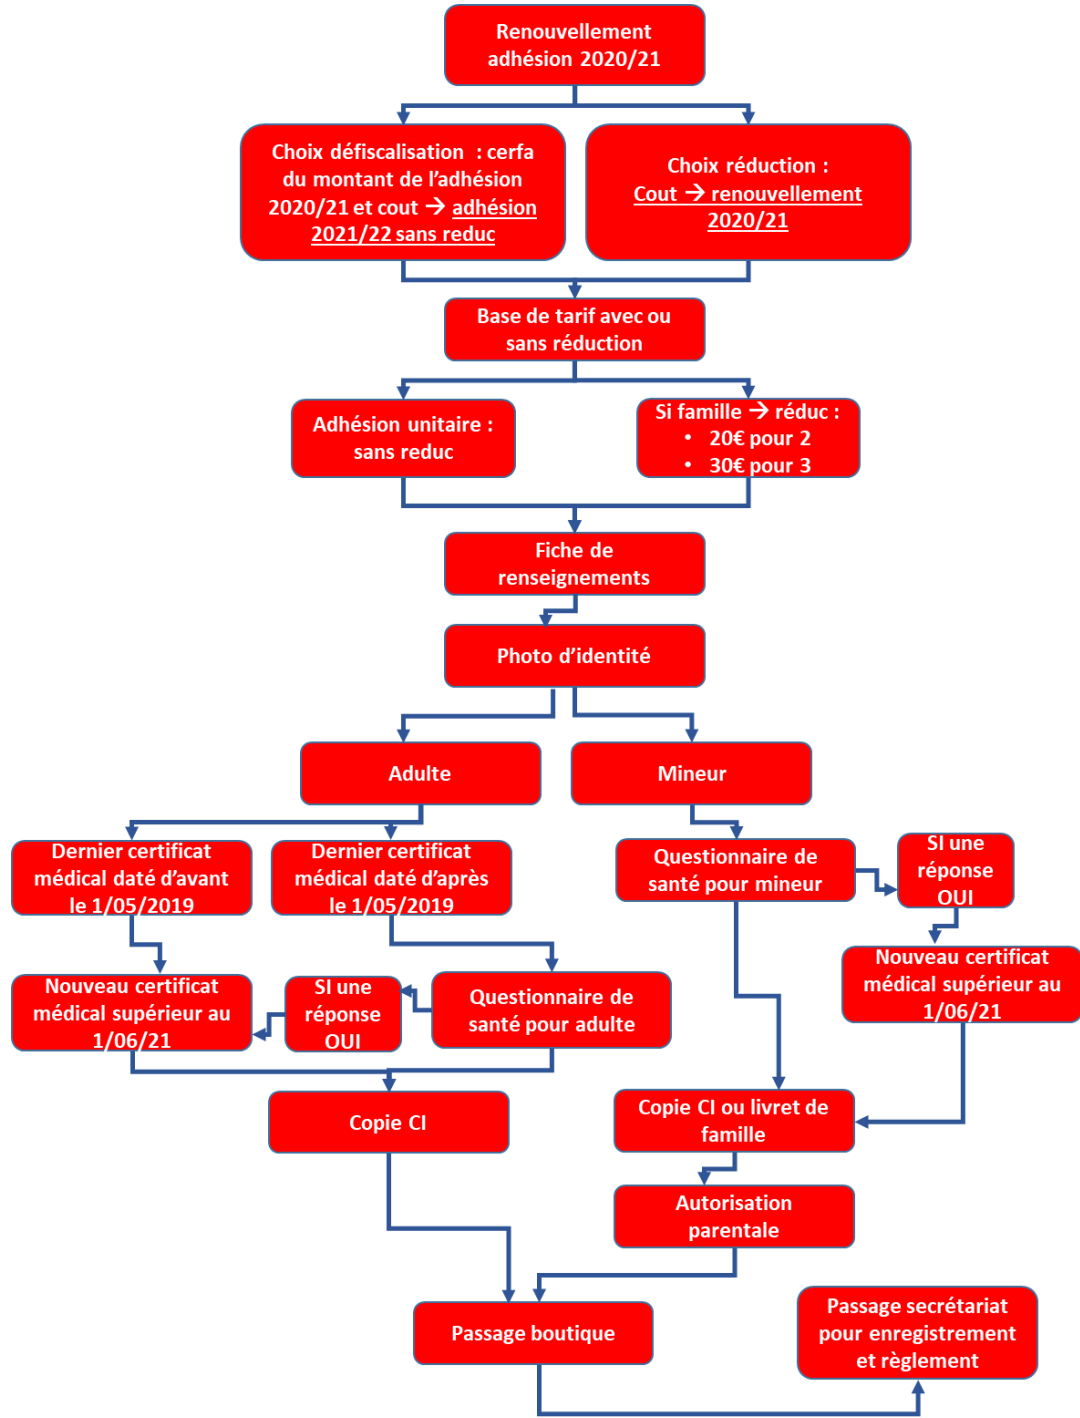 Renouvellement
adhésion 2020/21
Choix défiscalisation : cerfa
du montant de l'adhésion
2020/21 et cout → adhésion
2021/22 sans reduc
Choix réduction :
Cout → renouvellement
2020/21
Base de tarif avec ou
sans réduction
Adhésion unitaire :
sans reduc
Si famille → réduc :
• 20€ pour 2
• 30€ pour 3
Fiche de
renseignements
Photo d'identité
Adulte
Mineur
Dernier certificat
médical daté d'avant
le 1/05/2019
Dernier certificat
médical daté d'après
le 1/05/2019
Questionnaire de
santé pour mineur
SI une
réponse
OUI
Nouveau certificat
médical supérieur au
1/06/21
SI une
réponse
OUI
Questionnaire de
santé pour adulte
Nouveau certificat
médical supérieur au
1/06/21
Copie CI
Copie CI ou livret de
famille
Autorisation
parentale
Passage boutique
Passage secrétariat
pour enregistrement
et règlement